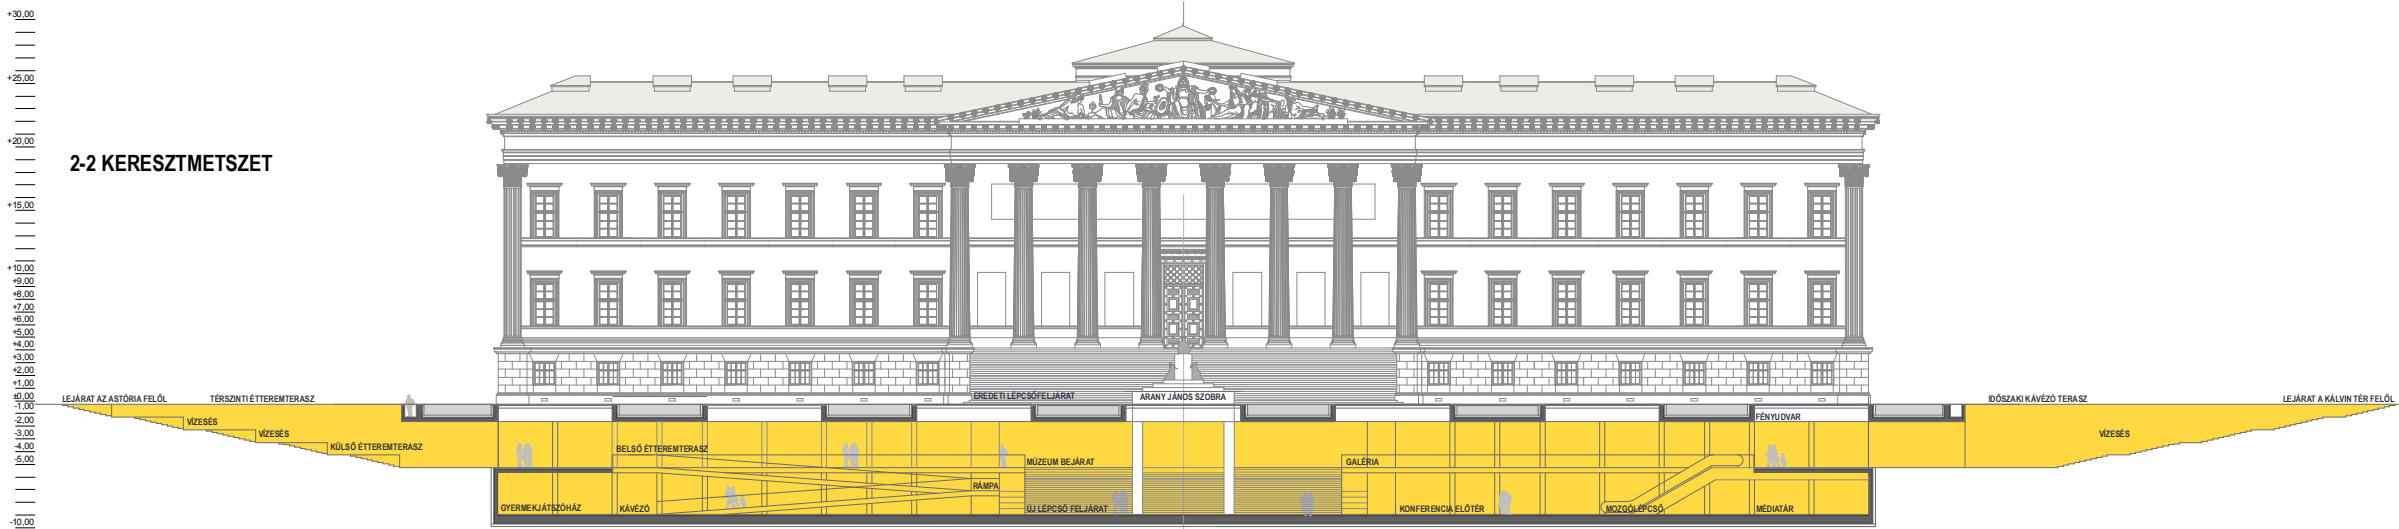 +30,00
+25,00
+20,00
2-2 KERESZTMETSZET
+15,00
+10,00
+9,00
+8,00
+7,00
+6,00
+5,00
+4,00
+3,00
+2,00
+1,00
±0,00
-1,00
-2,00
-3,00
-4,00
-5,00
-10,00
LEJÁRAT AZ ASTÓRIA FELŐL
TÉRSZINTI ÉTTEREMTERASZ
EREDETI LÉPCSŐFELJÁRAT
ARANY JÁNOS SZOBRA
IDŐSZAKI KÁVÉZÓ TERASZ
LEJÁRAT A KÁLVIN TÉR FELŐL
VÍZESÉS
VÍZESÉS
KÜLSŐ ÉTTEREMTERASZ
BELSŐ ÉTTEREMTERASZ
MÚZEUM BEJÁRAT
GALÉRIA
FÉNYUDVAR
VÍZESÉS
RÁMPA
GYERMEKJÁTSZÓHÁZ
KÁVÉZÓ
ÚJ LÉPCSŐ FELJÁRAT
KONFERENCIA ELŐTÉR
MOZGÓLÉPCSŐ
MÉDIATÁR